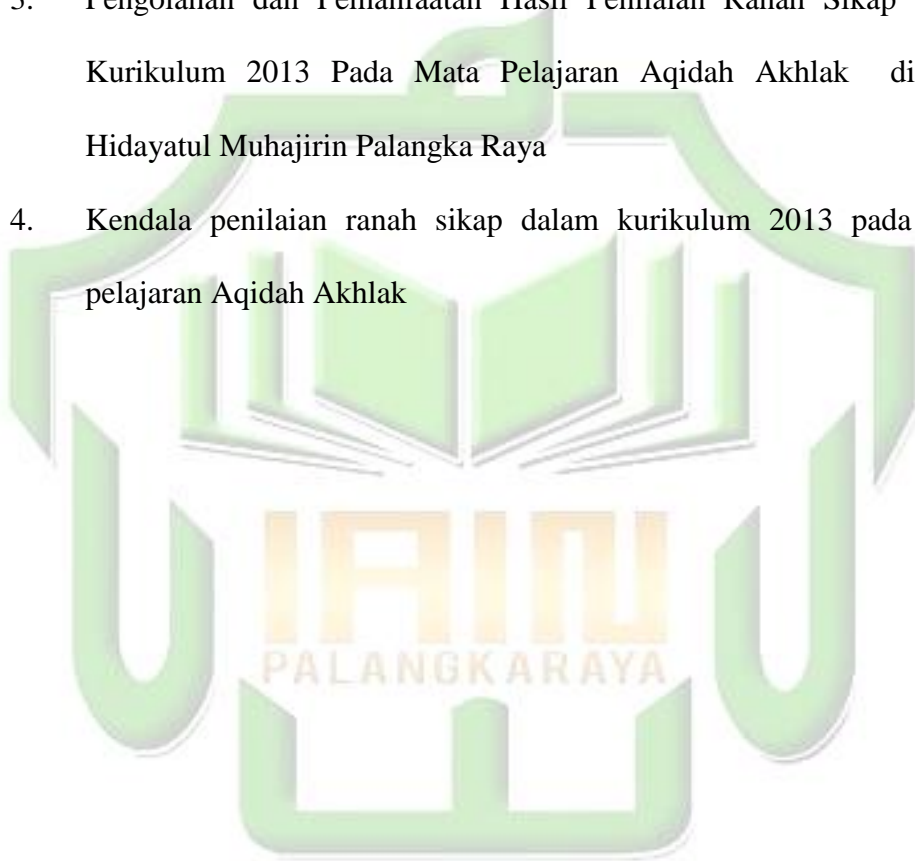 3. Pengolahan dan Pemanfaatan Hasil Penilaian Ranah Sikap
Kurikulum 2013 Pada Mata Pelajaran Aqidah Akhlak di
Hidayatul Muhajirin Palangka Raya
4. Kendala penilaian ranah sikap dalam kurikulum 2013 pada
pelajaran Aqidah Akhlak
IAIN
PALANGKARAYA